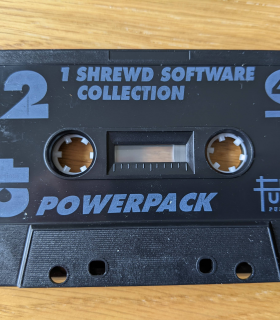 1 SHREWD SOFTWARE
COLLECTION
2
POWERPACK